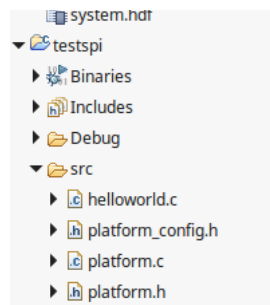 system.hdf
testspi
Binaries
Includes
Debug
src
helloworld.c
platform_config.h
platform.c
platform.h